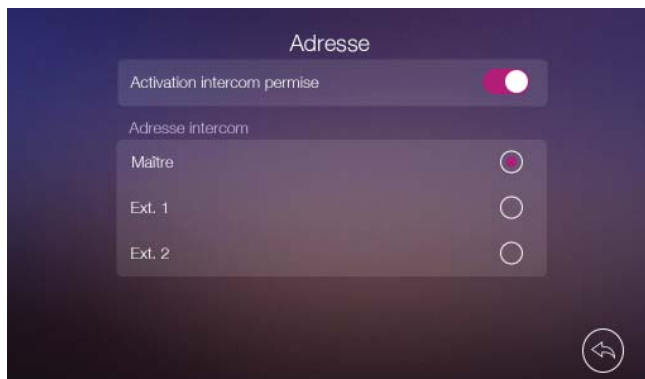 Adresse
Activation intercom permise
Adresse intercom
Maître
Ext. 1
Ext. 2